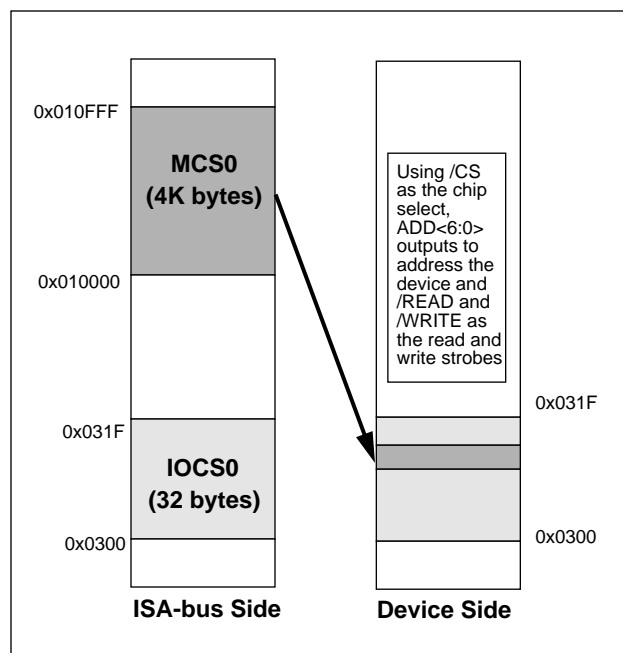 0x010FFF
MCS0
(4K bytes)
0x010000
0x031F
IOCS0
(32 bytes)
0x0300
ISA-bus Side
Using /CS
as the chip
select,
ADD<6:0>
outputs to
address the
device and
/READ and
/WRITE as
the read and
write strobes
0x031F
0x0300
Device Side